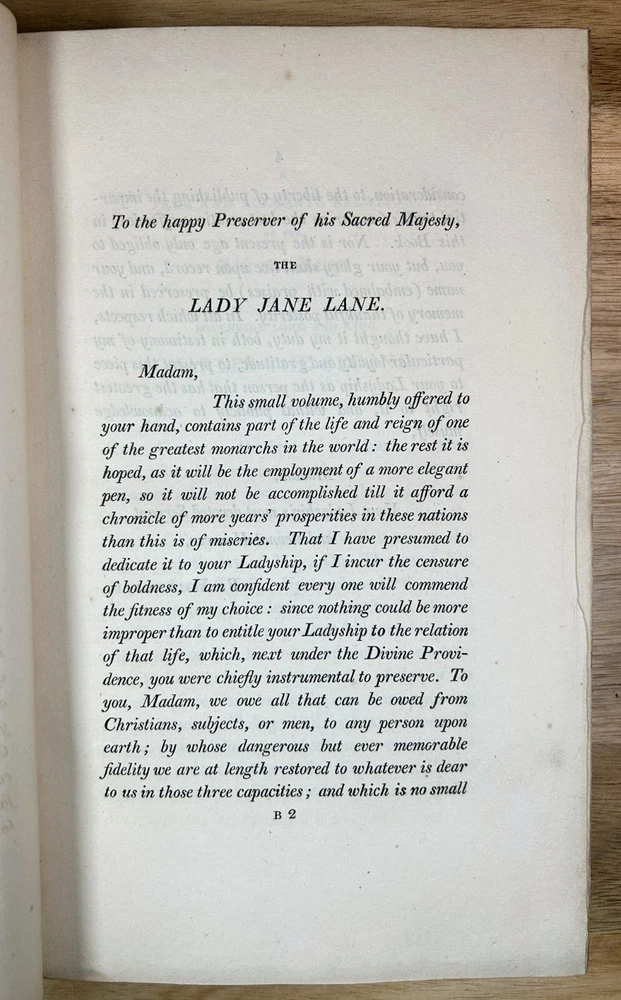 To the happy Preserver of his Sacred Majesty,
THE
LADY JANE LANE.
Madam,
This small volume, humbly offered to
your hand, contains part of the life and reign of one
of the greatest monarchs in the world : the rest it is
hoped, as it will be the employment of a more elegant
pen, so it will not be accomplished till it afford a
chronicle of more years' prosperities in these nations
than this is of miseries. That I have presumed to
dedicate it to your Ladyship, if I incur the censure
of boldness, I am confident every one will commend
the fitness of my choice : since nothing could be more
improper than to entitle your Ladyship to the relation
of that life, which, next under the Divine Provi-
dence, you were chiefly instrumental to preserve. To
you, Madam, we owe all that can be owed from
Christians, subjects, or men, to any person upon
earth ; by whose dangerous but ever memorable
fidelity we are at length restored to whatever is dear
to us in those three capacities ; and which is no small
B 2